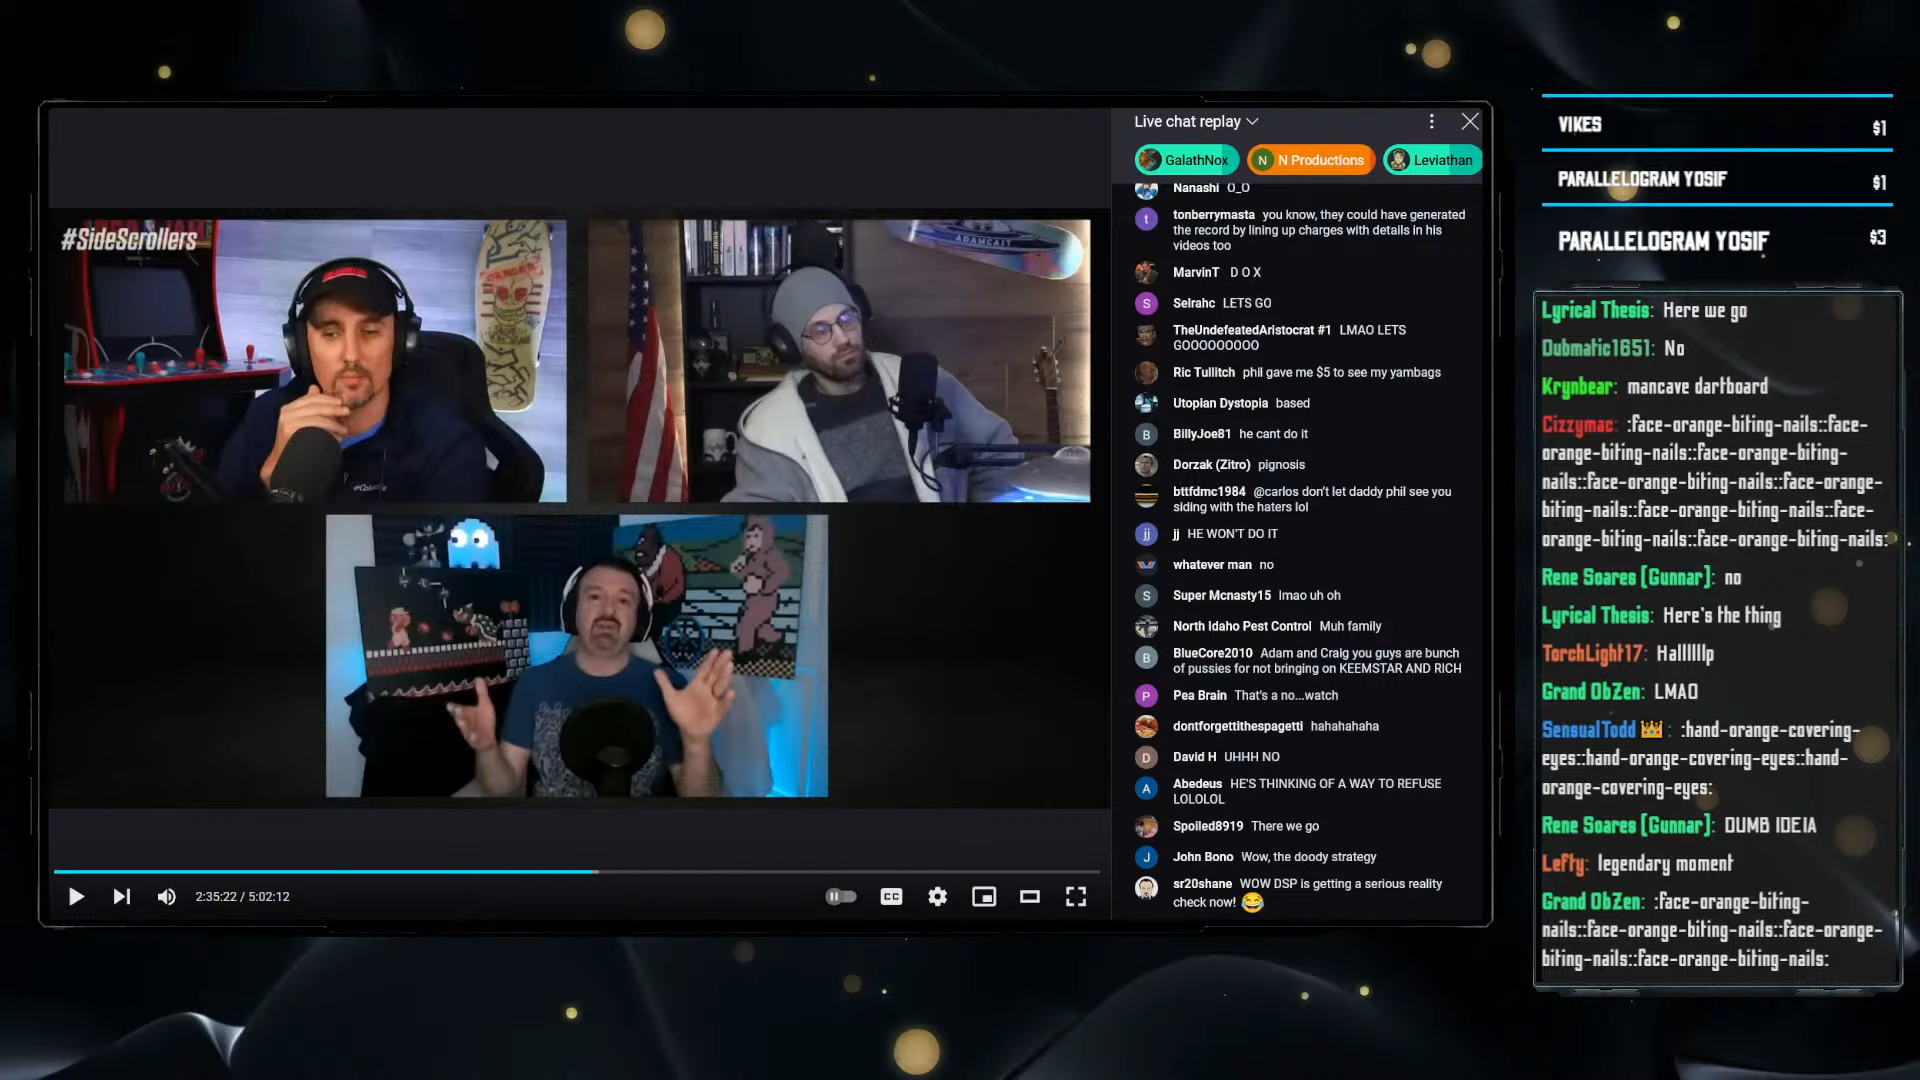 #SideScrollers
ADAMCAIT
2:35:22 / 5:02:12
CC
Live chat replay
GalathNox
N N Productions
Leviathan
Nanashi O_O
t tonberrymasta you know, they could have generated
the record by lining up charges with details in his
videos too
MarvinT D O X
S Selrahc LETS GO
TheUndefeatedAristocrat #1 LMAO LETS
GOOOOOOOOO
Ric Tullitch phil gave me $5 to see my yambags
Utopian Dystopia based
B BillyJoe81 he cant do it
Dorzak (Zitro) pignosis
bttfdmc1984 @carlos don't let daddy phil see you
siding with the haters lol
jj jj HE WON'T DO IT
whatever man no
S Super Mcnasty15 lmao uh oh
North Idaho Pest Control Muh family
B BlueCore2010 Adam and Craig you guys are bunch
of pussies for not bringing on KEEMSTAR AND RICH
P Pea Brain That's a no...watch
dontforgettithespagetti hahahahaha
D David H UHHH NO
A Abedeus HE'S THINKING OF A WAY TO REFUSE
LOLOLOL
Spoiled8919 There we go
J John Bono Wow, the doody strategy
sr20shane WOW DSP is getting a serious reality
check now! 😂
VIKES $1
PARALLELOGRAM YOSIF $1
PARALLELOGRAM YOSIF $3
Lyrical Thesis: Here we go
Dubmatic1651: No
Krynbear: mancave dartboard
Cizzymac: :face-orange-biting-nails::face-
orange-biting-nails::face-orange-biting-
nails::face-orange-biting-nails::face-orange-
biting-nails::face-orange-biting-nails::face-
orange-biting-nails::face-orange-biting-nails:
Rene Soares (Gunnar): no
Lyrical Thesis: Here's the thing
TorchLight17: Hallllllp
Grand ObZen: LMAO
SensualTodd 👑 : :hand-orange-covering-
eyes::hand-orange-covering-eyes::hand-
orange-covering-eyes:
Rene Soares (Gunnar): DUMB IDEIA
Lefty: legendary moment
Grand ObZen: :face-orange-biting-
nails::face-orange-biting-nails::face-orange-
biting-nails::face-orange-biting-nails: